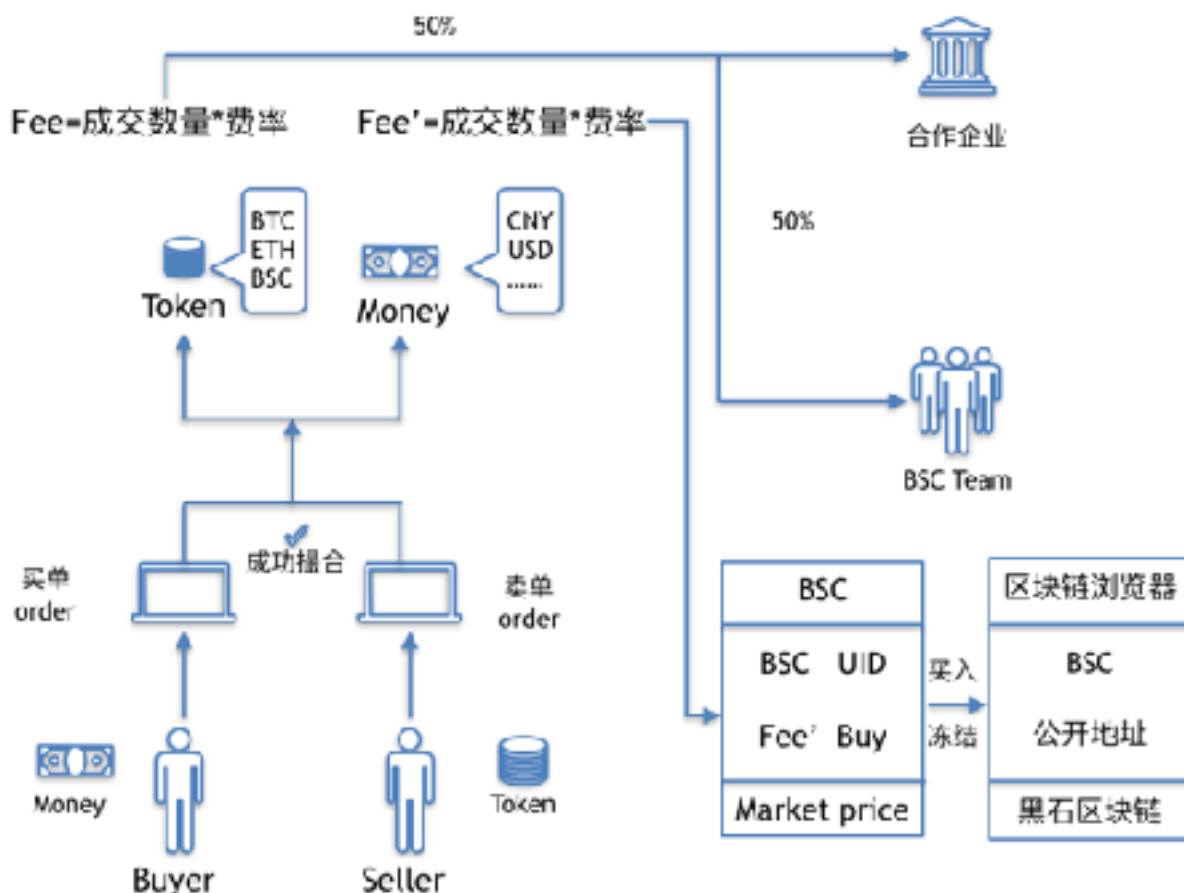 50%
Fee=成交数量*费率
Fee'=成交数量*费率
合作企业
BTC
ETH
BSC
CNY
USD
......
50%
Token
Money
BSC Team
成功撮合
买单
order
卖单
order
BSC
BSC UID
Fee' Buy
Market price
买入
冻结
区块链浏览器
BSC
公开地址
黑石区块链
Money
Token
Buyer
Seller